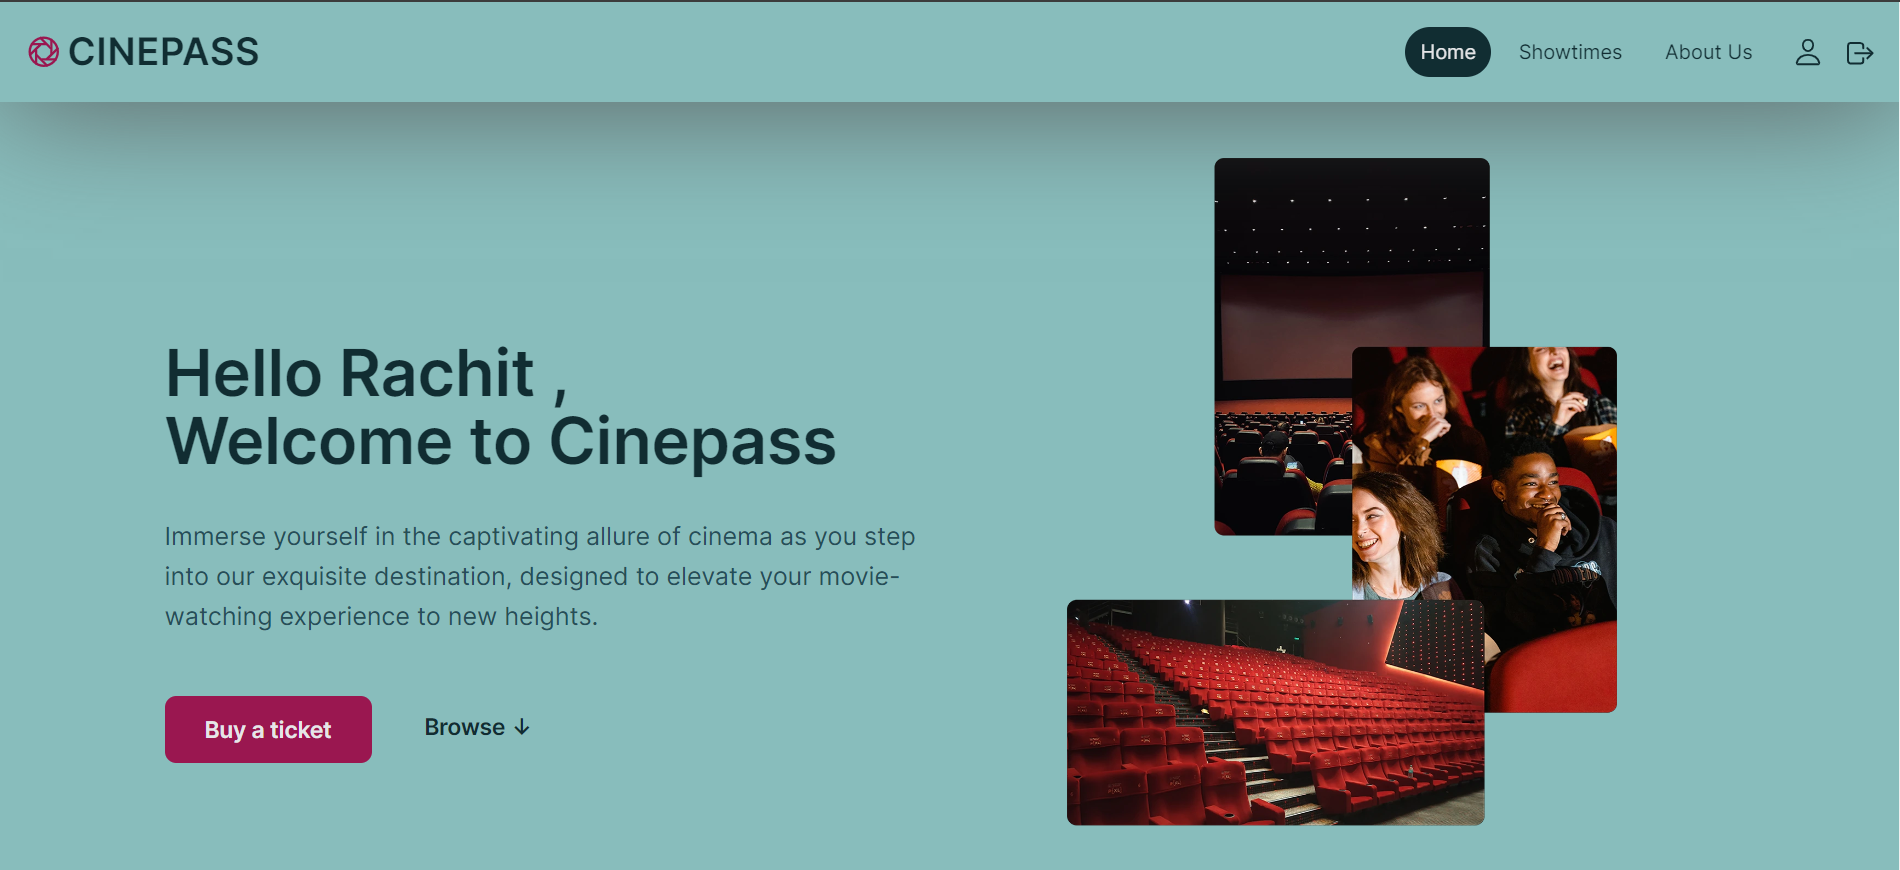 CINEPASS
Home Showtimes About Us
Hello Rachit ,
Welcome to Cinepass
Immerse yourself in the captivating allure of cinema as you step
into our exquisite destination, designed to elevate your movie-
watching experience to new heights.
Buy a ticket Browse ↓